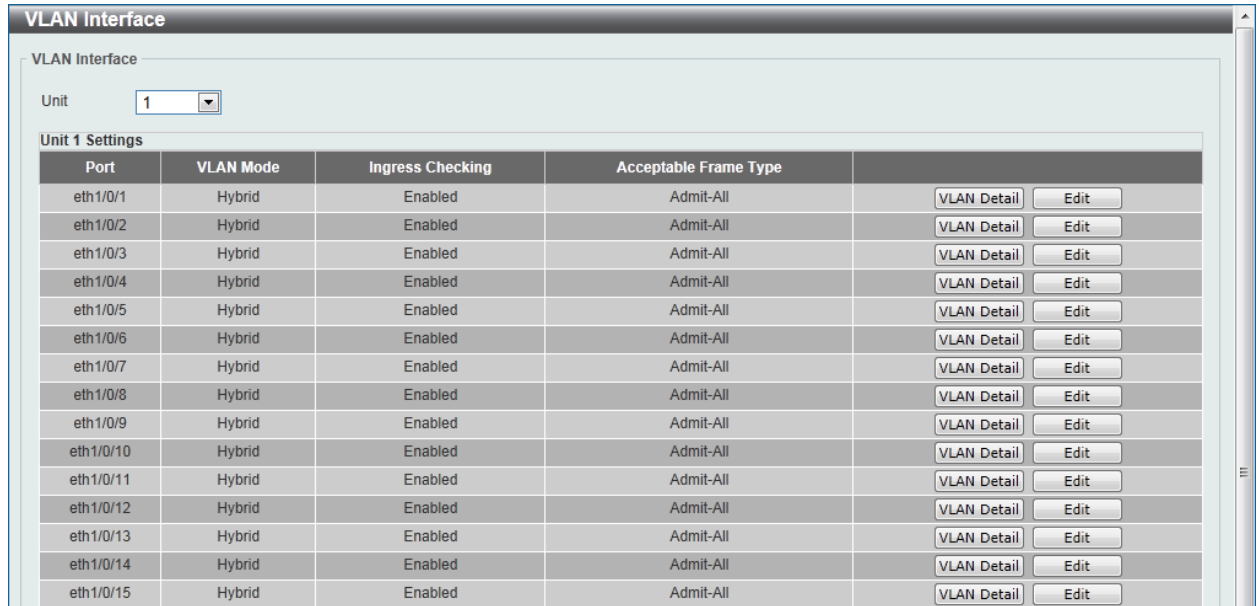 VLAN Interface
VLAN Interface
Unit 1
Unit 1 Settings
Port VLAN Mode Ingress Checking Acceptable Frame Type
eth1/0/1 Hybrid Enabled Admit-All VLAN Detail Edit
eth1/0/2 Hybrid Enabled Admit-All VLAN Detail Edit
eth1/0/3 Hybrid Enabled Admit-All VLAN Detail Edit
eth1/0/4 Hybrid Enabled Admit-All VLAN Detail Edit
eth1/0/5 Hybrid Enabled Admit-All VLAN Detail Edit
eth1/0/6 Hybrid Enabled Admit-All VLAN Detail Edit
eth1/0/7 Hybrid Enabled Admit-All VLAN Detail Edit
eth1/0/8 Hybrid Enabled Admit-All VLAN Detail Edit
eth1/0/9 Hybrid Enabled Admit-All VLAN Detail Edit
eth1/0/10 Hybrid Enabled Admit-All VLAN Detail Edit
eth1/0/11 Hybrid Enabled Admit-All VLAN Detail Edit
eth1/0/12 Hybrid Enabled Admit-All VLAN Detail Edit
eth1/0/13 Hybrid Enabled Admit-All VLAN Detail Edit
eth1/0/14 Hybrid Enabled Admit-All VLAN Detail Edit
eth1/0/15 Hybrid Enabled Admit-All VLAN Detail Edit